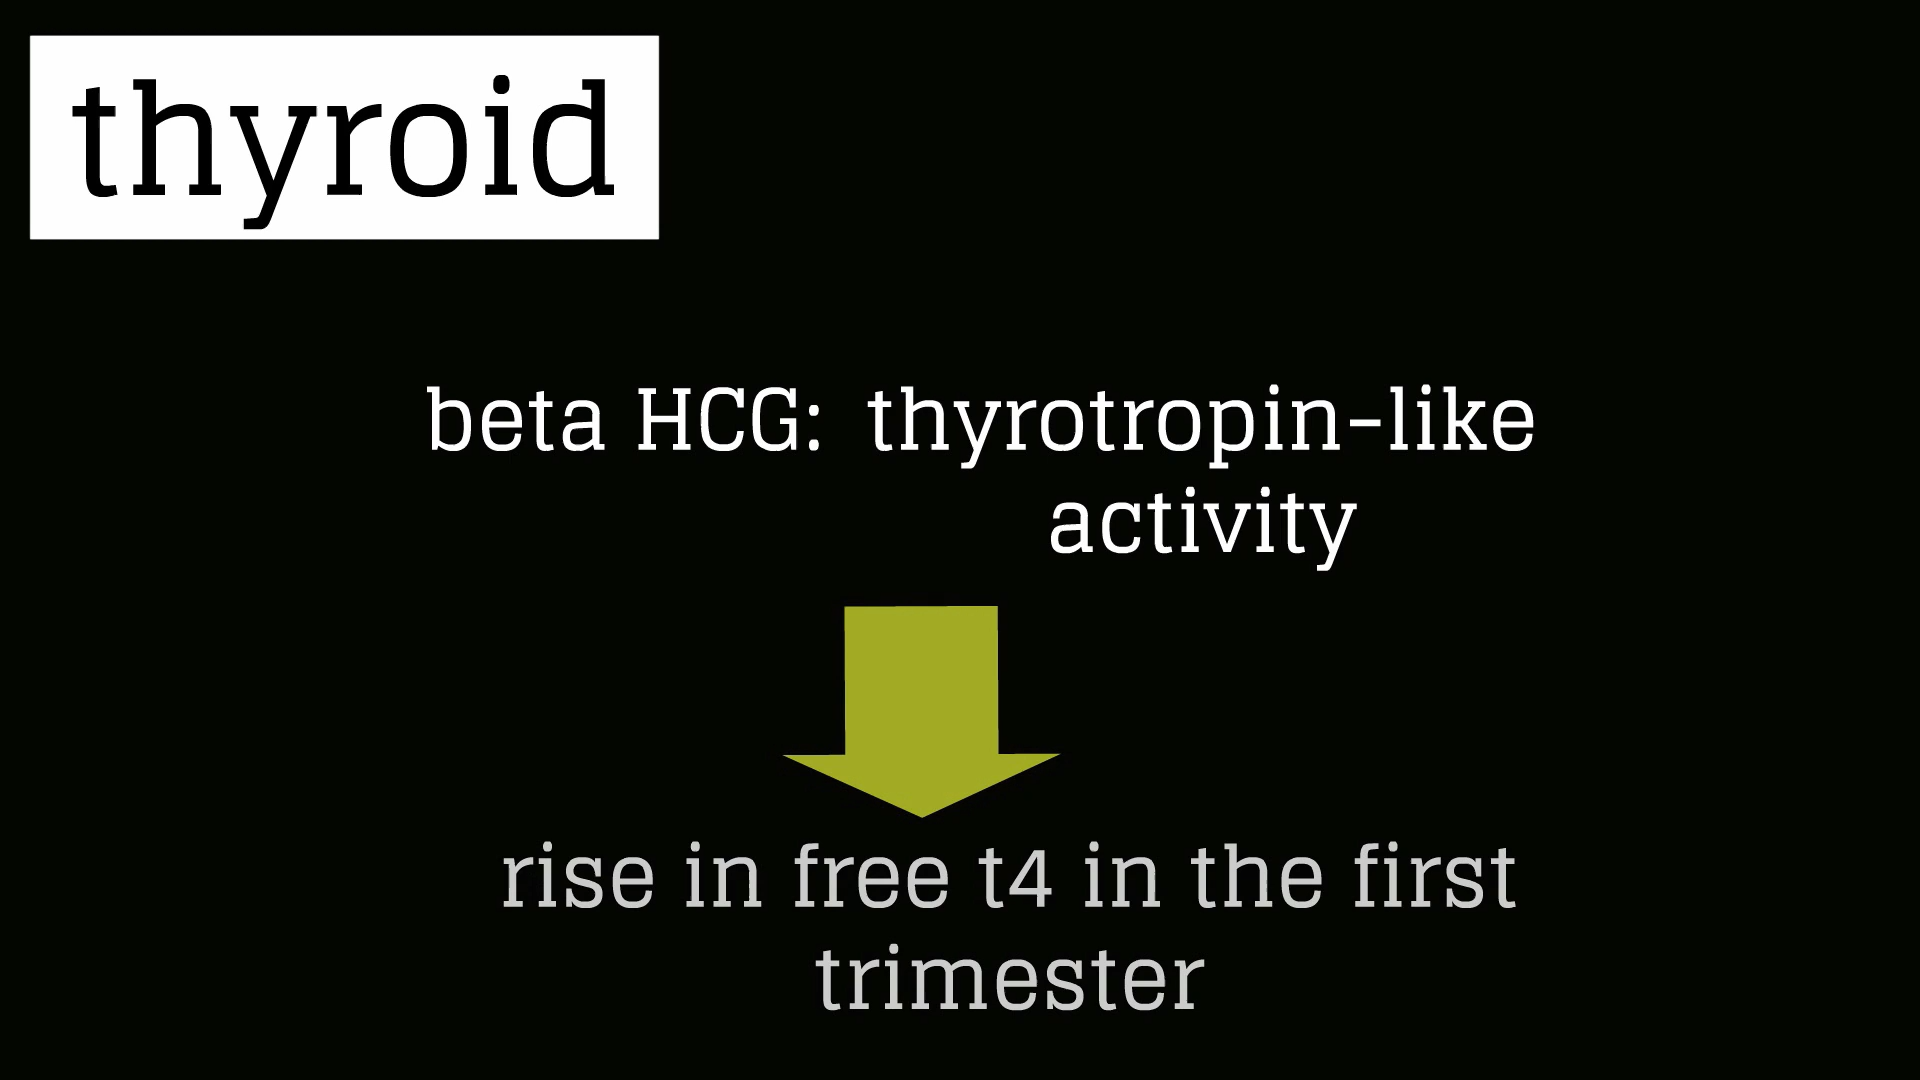 thyroid
beta HCG: thyrotropin-like
activity
rise in free t4 in the first
trimester